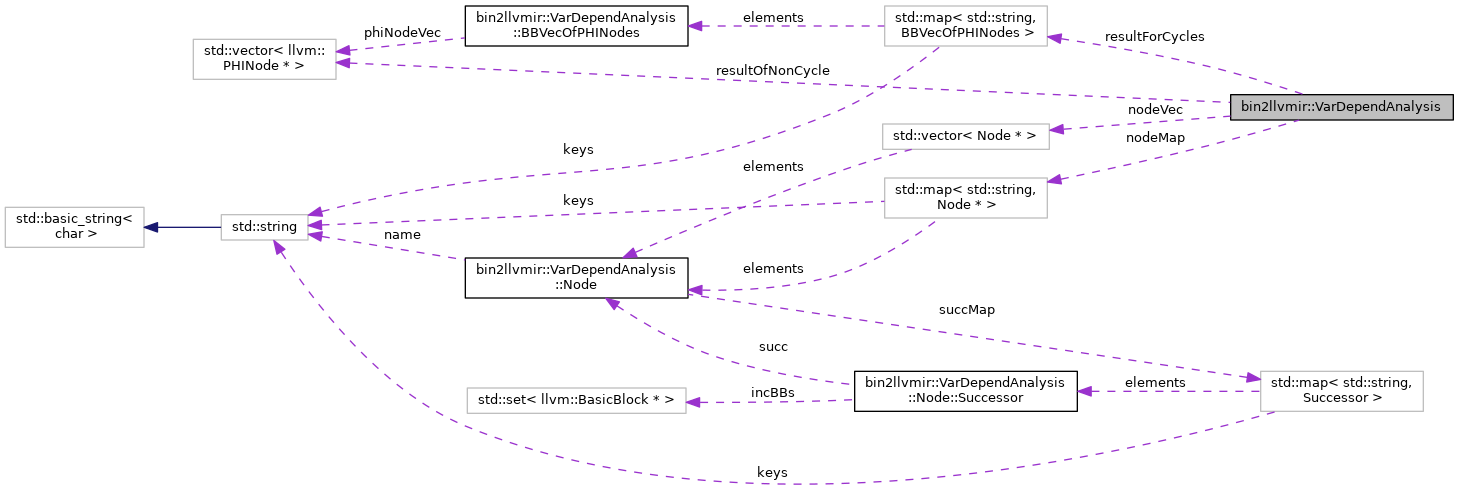 bin2llvmir::VarDependAnalysis
::BBVecOfPHINodes
elements
std::map< std::string,
BBVecOfPHINodes >
phiNodeVec
resultForCycles
std::vector< llvm::
PHINode * >
resultOfNonCycle
bin2llvmir::VarDependAnalysis
nodeVec
std::vector< Node * >
nodeMap
keys
elements
std::map< std::string,
Node * >
keys
std::basic_string<
char >
std::string
name
bin2llvmir::VarDependAnalysis
::Node
elements
succMap
succ
bin2llvmir::VarDependAnalysis
::Node::Successor
elements
std::map< std::string,
Successor >
std::set< llvm::BasicBlock * >
incBBs
keys